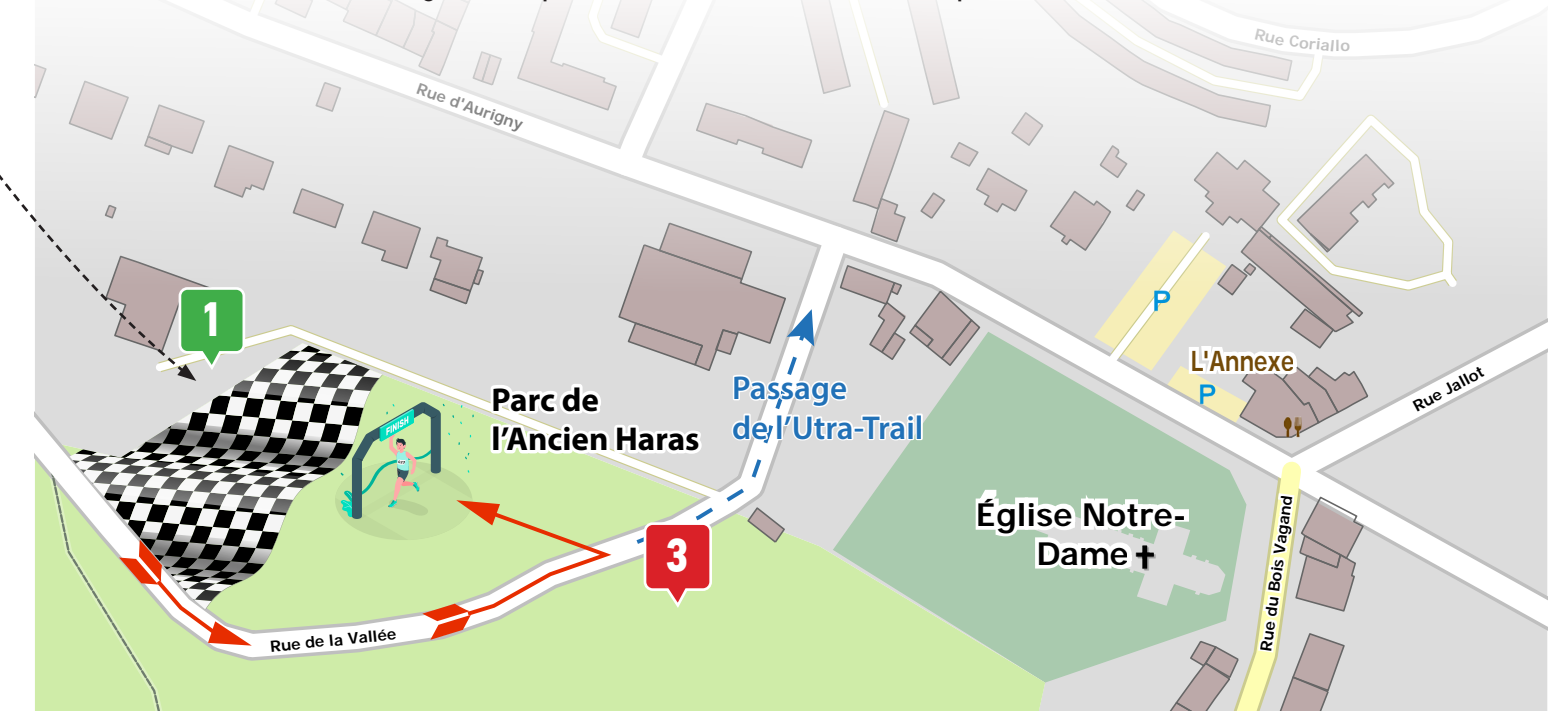 Rue Coriallo
Rue d'Aurigny
1
P
L'Annexe
P
Rue Jallot
Passage
de l'Utra-Trail
Parc de
l'Ancien Haras
FINISH
Église Notre-
Dame
3
Rue du Bois Vagand
Rue de la Vallée